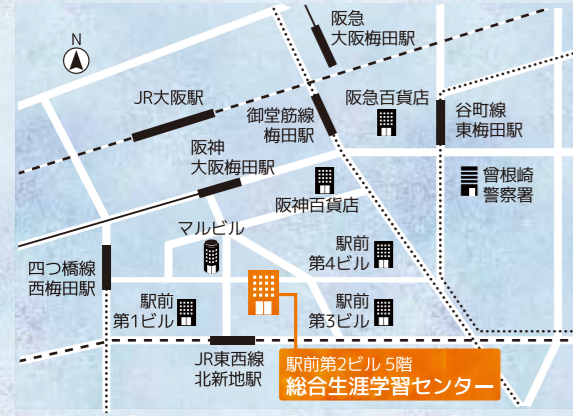 N
阪急
大阪梅田駅
JR大阪駅
御堂筋線
梅田駅
阪急百貨店
谷町線
東梅田駅
阪神
大阪梅田駅
阪神百貨店
曾根崎
警察署
マルビル
四つ橋線
西梅田駅
駅前
第4ビル
駅前
第1ビル
駅前
第3ビル
JR東西線
北新地駅
駅前第2ビル 5階
総合生涯学習センター